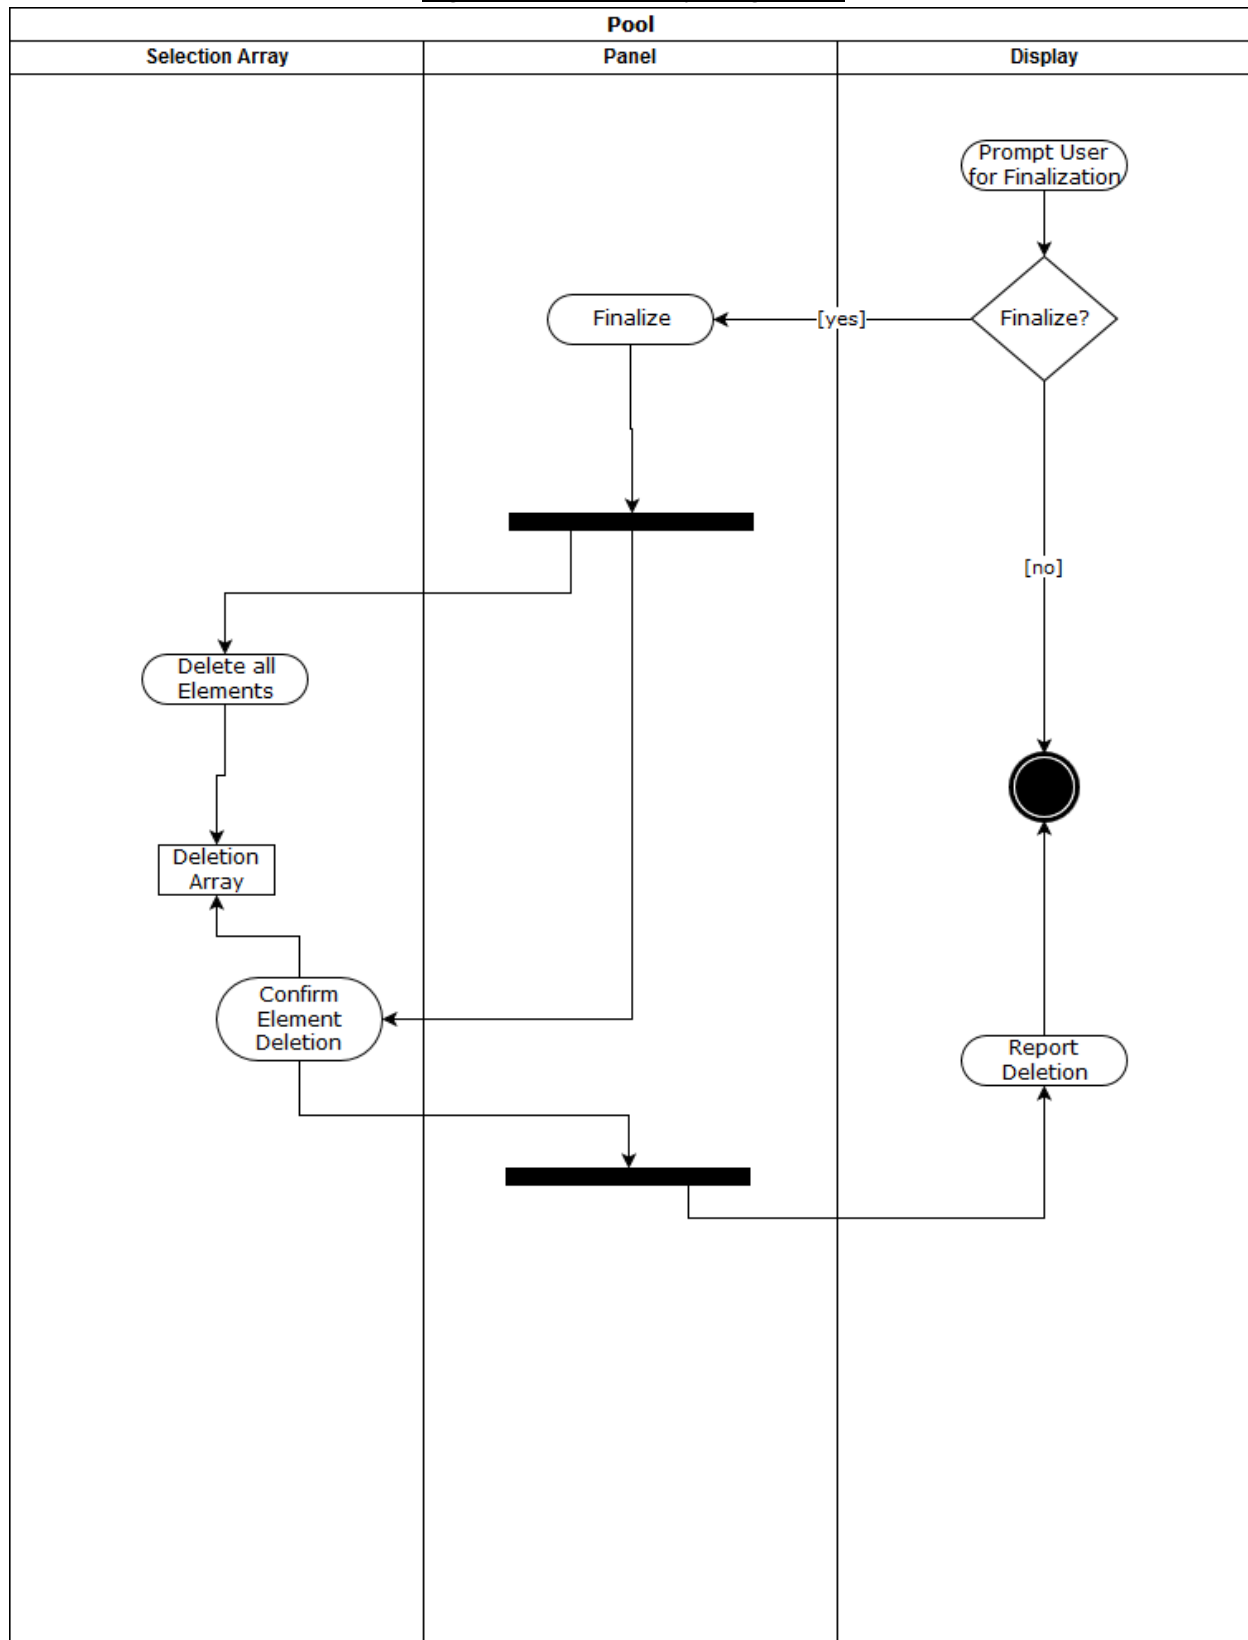 Pool
Selection Array
Panel
Display
Prompt User
for Finalization
Finalize
[yes]
Finalize?
[no]
Delete all
Elements
Deletion
Array
Confirm
Element
Deletion
Report
Deletion